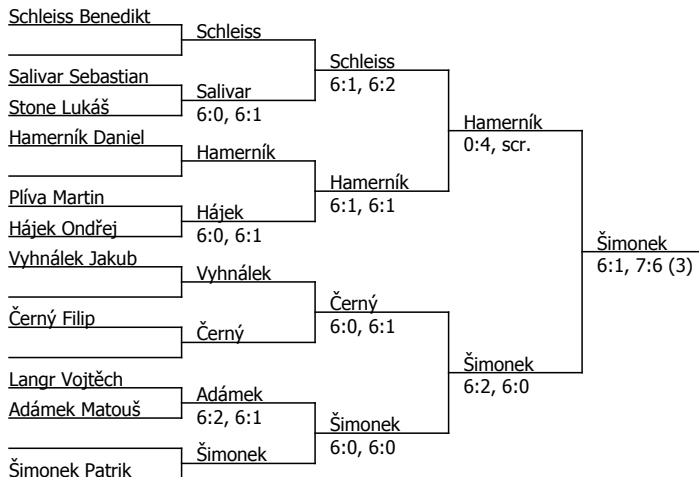 Schleiss Benedikt
Salivar Sebastian
Stone Lukáš
Hamerník Daniel
Plíva Martin
Hájek Ondřej
Vyhnálek Jakub
Černý Filip
Langr Vojtěch
Adámek Matouš
Šimonek Patrik
Schleiss
Salivar
6:0, 6:1
Hamerník
Hájek
6:0, 6:1
Vyhnálek
Černý
Adámek
6:2, 6:1
Šimonek
Schleiss
6:1, 6:2
Hamerník
6:1, 6:1
Černý
6:0, 6:1
Šimonek
6:0, 6:0
Hamerník
0:4, scr.
Šimonek
6:2, 6:0
Šimonek
6:1, 7:6 (3)